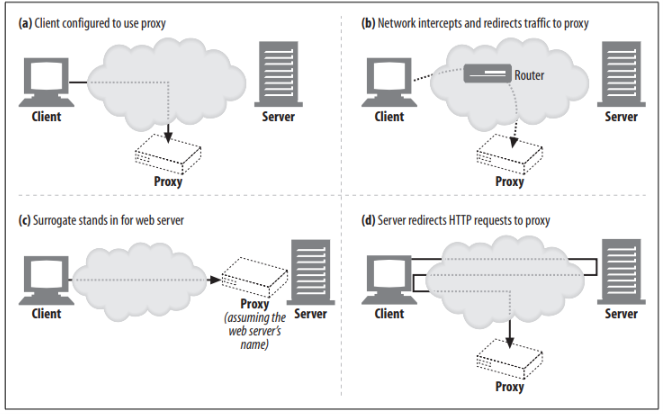 (a) Client configured to use proxy
Client
Server
Proxy
(b) Network intercepts and redirects traffic to proxy
Router
Client
Server
Proxy
(c) Surrogate stands in for web server
Client
Proxy
(assuming the
web server's
name)
Server
(d) Server redirects HTTP requests to proxy
Client
Server
Proxy